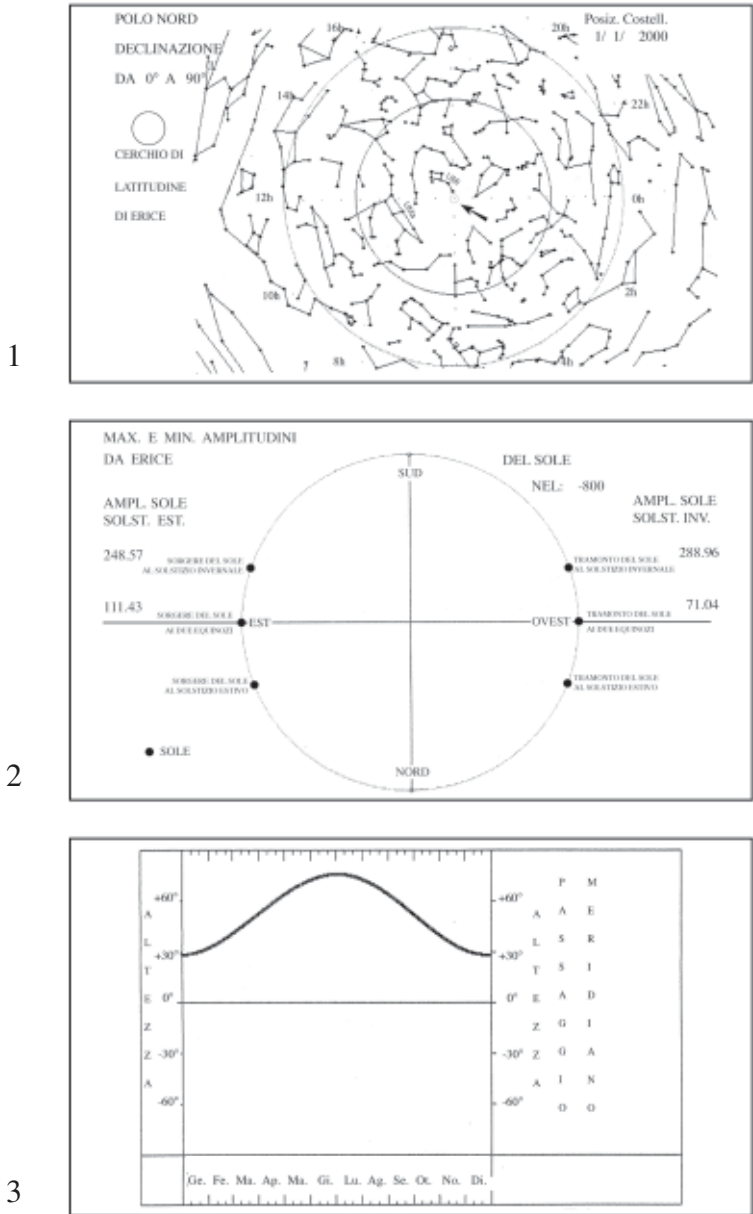 1
POLO NORD
DECLINAZIONE
DA 0° A 90°
CERCHIO DI
LATITUDINE
DI ERICE
Posiz. Costell.
1/ 1/ 2000
16h
20h
14h
22h
12h
0h
10h
2h
8h
4h
2
MAX. E MIN. AMPLITUDINI
DA ERICE
DEL SOLE
NEL: -800
AMPL. SOLE
SOLST. EST.
AMPL. SOLE
SOLST. INV.
SUD
248.57
SORGERE DEL SOLE
AL SOLSTIZIO INVERNALE
TRAMONTO DEL SOLE
AL SOLSTIZIO INVERNALE
288.96
111.43
SORGERE DEL SOLE
AI DUE EQUINOZI
EST
OVEST
TRAMONTO DEL SOLE
AI DUE EQUINOZI
71.04
SORGERE DEL SOLE
AL SOLSTIZIO ESTIVO
TRAMONTO DEL SOLE
AL SOLSTIZIO ESTIVO
SOLE
NORD
3
ALTEZZA
+60°
+30°
0°
-30°
-60°
+60°
+30°
0°
-30°
-60°
ALTEZZA
PASSAGGIO
MERIDIANO
Ge. Fe. Ma. Ap. Ma. Gi. Lu. Ag. Se. Ot. No. Di.